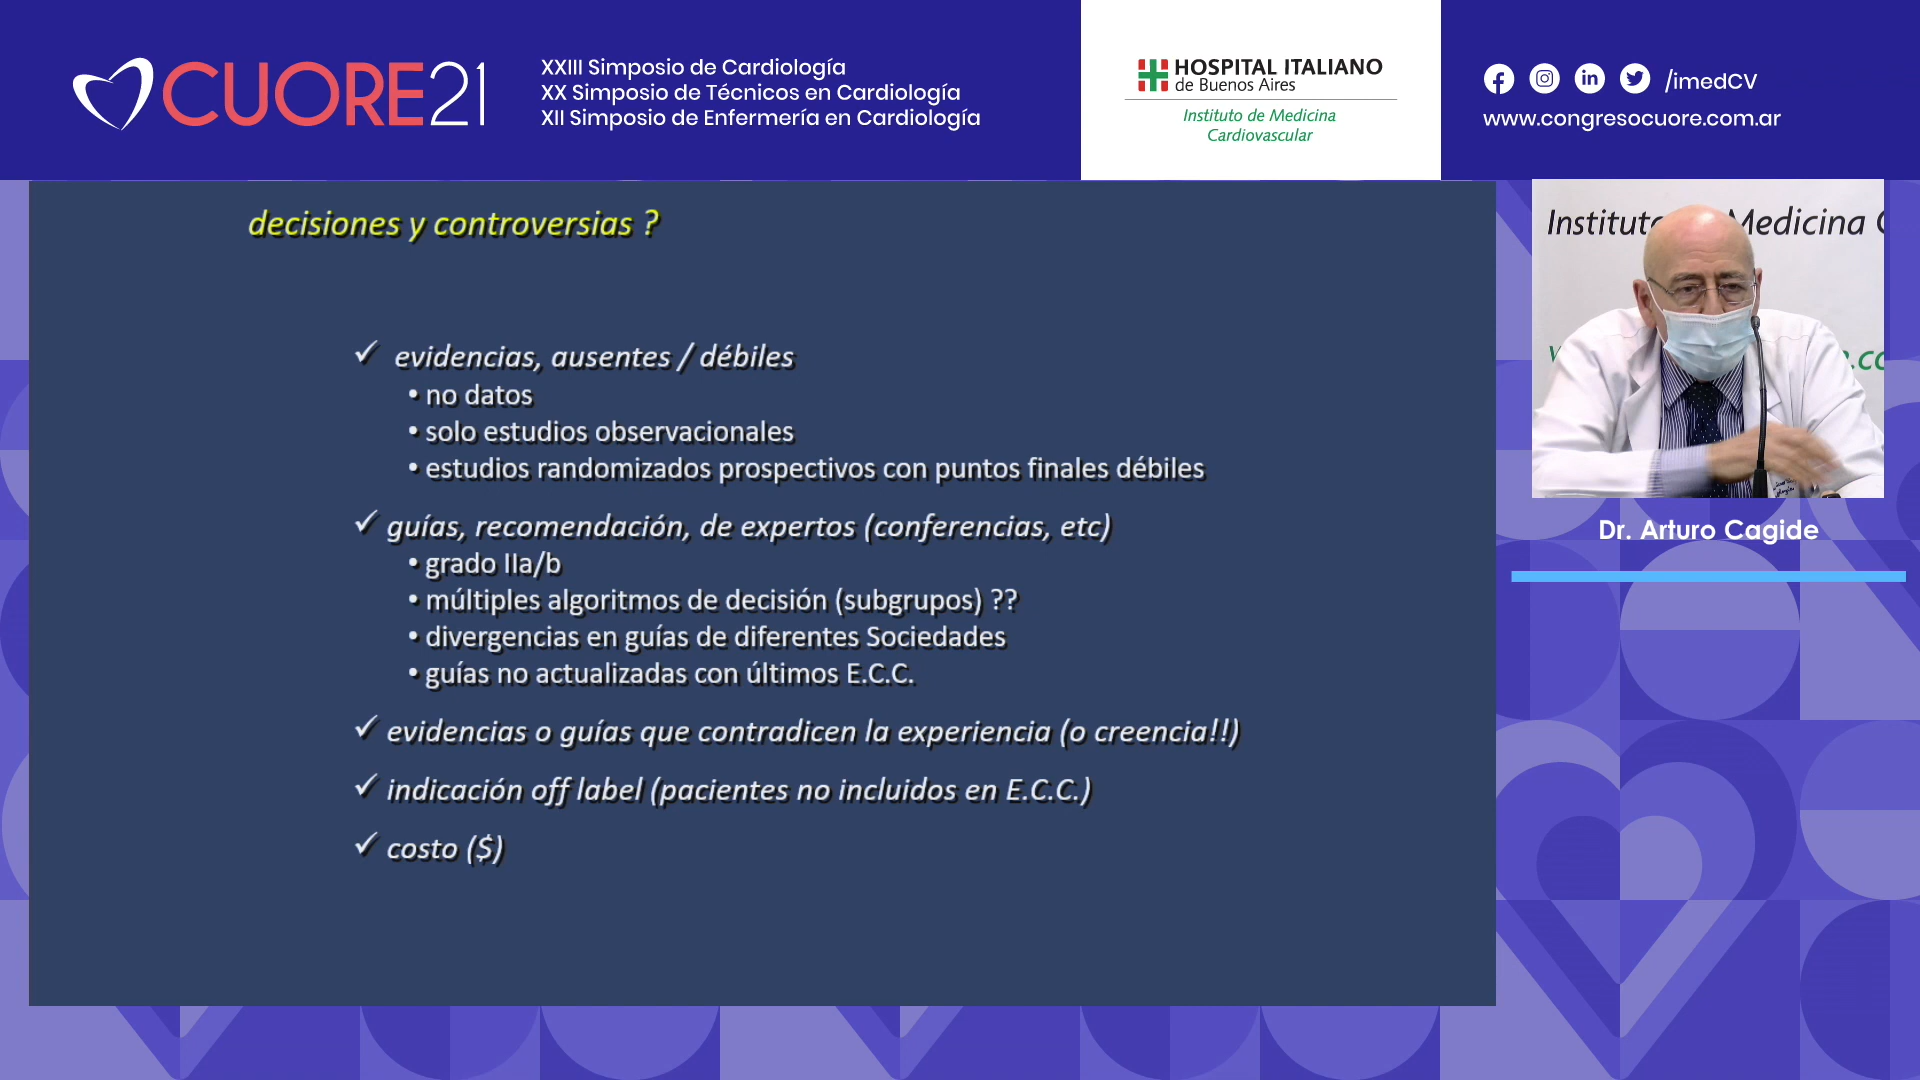 CUORE21
XXIII Simposio de Cardiología
XX Simposio de Técnicos en Cardiología
XII Simposio de Enfermería en Cardiología
HOSPITAL ITALIANO
de Buenos Aires
Instituto de Medicina
Cardiovascular
/imedCV
www.congresocuore.com.ar
decisiones y controversias ?
✓ evidencias, ausentes / débiles
• no datos
• solo estudios observacionales
• estudios randomizados prospectivos con puntos finales débiles
✓ guías, recomendación, de expertos (conferencias, etc)
• grado IIa/b
• múltiples algoritmos de decisión (subgrupos) ??
• divergencias en guías de diferentes Sociedades
• guías no actualizadas con últimos E.C.C.
✓ evidencias o guías que contradicen la experiencia (o creencia!!)
✓ indicación off label (pacientes no incluidos en E.C.C.)
✓ costo ($)
Medicina
Dr. Arturo Cagide